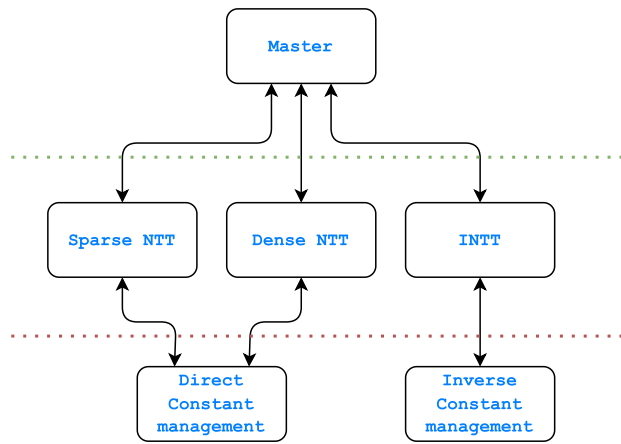 Master
Sparse NTT
Dense NTT
INTT
Direct
Constant
management
Inverse
Constant
management